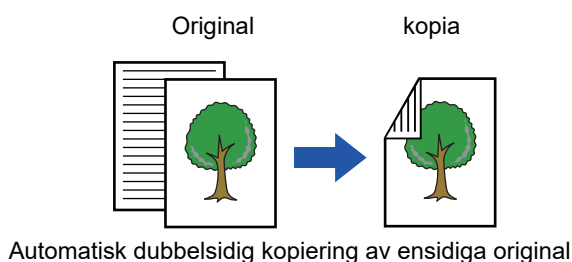 Original kopia
Automatisk dubbelsidig kopiering av ensidiga original